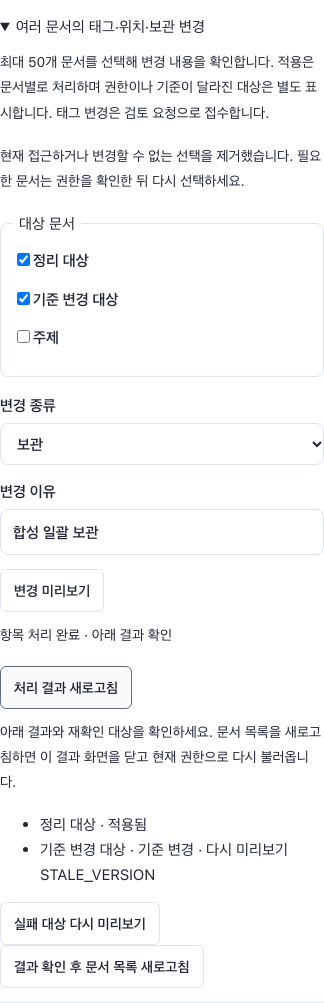 ▼ 여러 문서의 태그·위치·보관 변경
최대 50개 문서를 선택해 변경 내용을 확인합니다. 적용은
문서별로 처리하며 권한이나 기준이 달라진 대상은 별도 표
시합니다. 태그 변경은 검토 요청으로 접수합니다.
현재 접근하거나 변경할 수 없는 선택을 제거했습니다. 필요
한 문서는 권한을 확인한 뒤 다시 선택하세요.
대상 문서
정리 대상
기준 변경 대상
주제
변경 종류
보관
변경 이유
합성 일괄 보관
변경 미리보기
항목 처리 완료 · 아래 결과 확인
처리 결과 새로고침
아래 결과와 재확인 대상을 확인하세요. 문서 목록을 새로고
침하면 이 결과 화면을 닫고 현재 권한으로 다시 불러옵니
다.
• 정리 대상 · 적용됨
• 기준 변경 대상 · 기준 변경 · 다시 미리보기
STALE_VERSION
실패 대상 다시 미리보기
결과 확인 후 문서 목록 새로고침